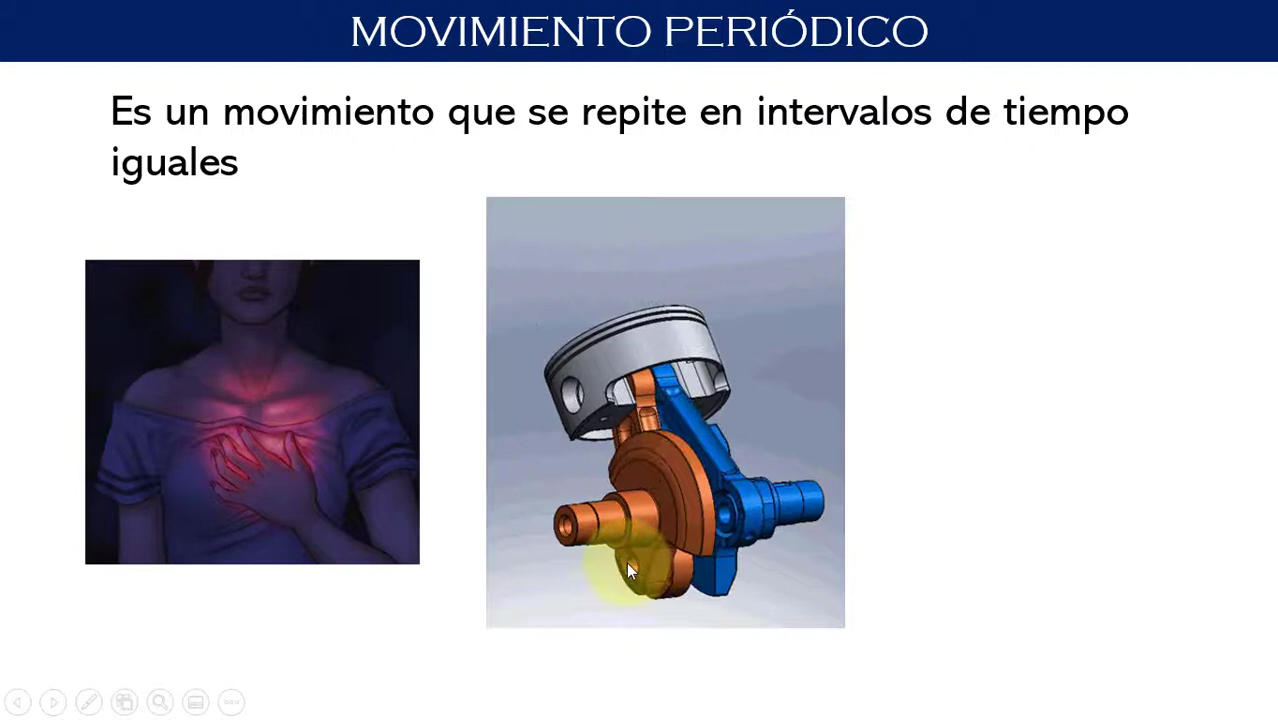 MOVIMIENTO PERIÓDICO
Es un movimiento que se repite en intervalos de tiempo
iguales